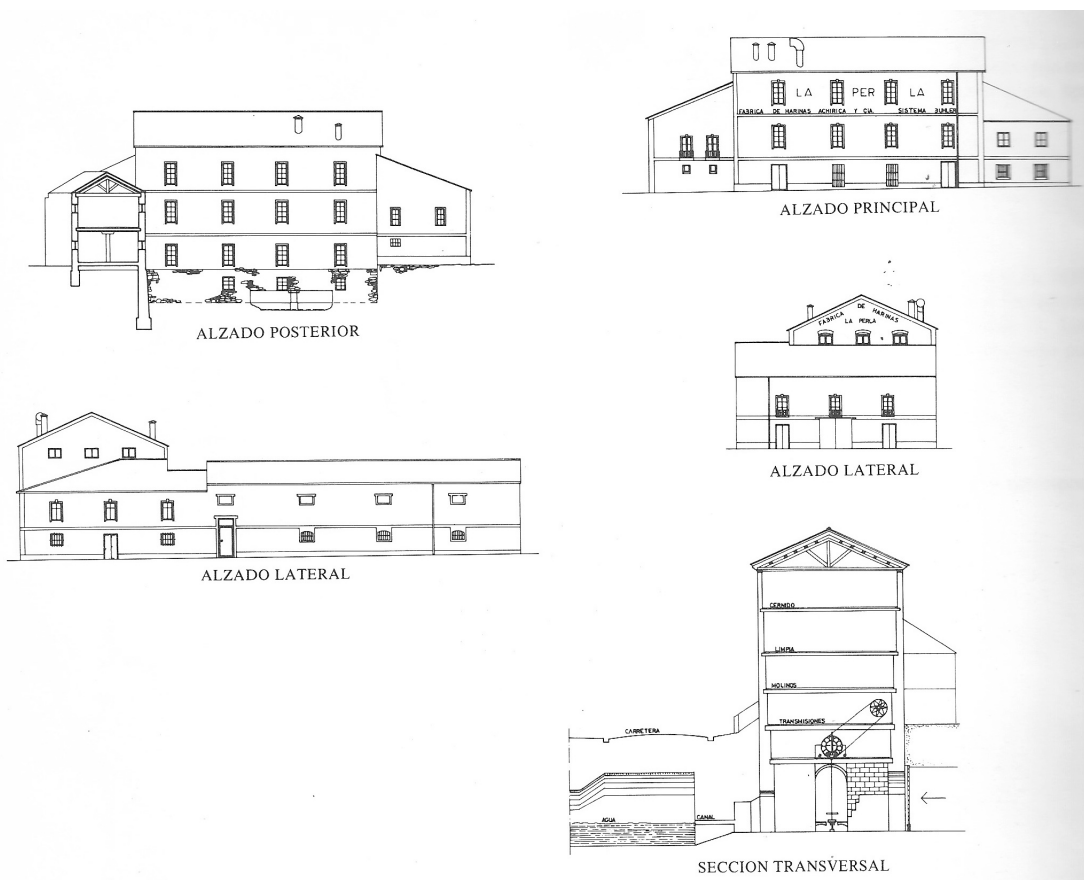 LA PER LA
FABRICA DE HARINAS ACHIRICA Y CIA. SISTEMA BUHLER
ALZADO PRINCIPAL
ALZADO POSTERIOR
FABRICA DE HARINAS
LA PERLA
ALZADO LATERAL
ALZADO LATERAL
CERNIDO
LIMPIA
MOLINOS
TRANSMISIONES
CARRETERA
AGUA
CANAL
SECCION TRANSVERSAL